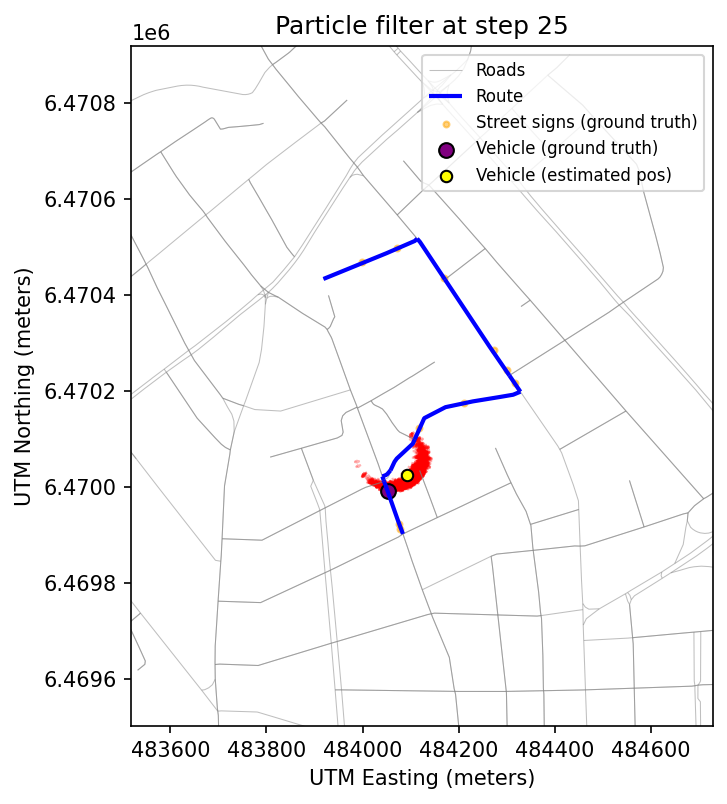 Particle filter at step 25
1e6
Roads
Route
Street signs (ground truth)
Vehicle (ground truth)
Vehicle (estimated pos)
6.4708
6.4706
6.4704
6.4702
6.4700
6.4698
6.4696
UTM Northing (meters)
483600 483800 484000 484200 484400 484600
UTM Easting (meters)